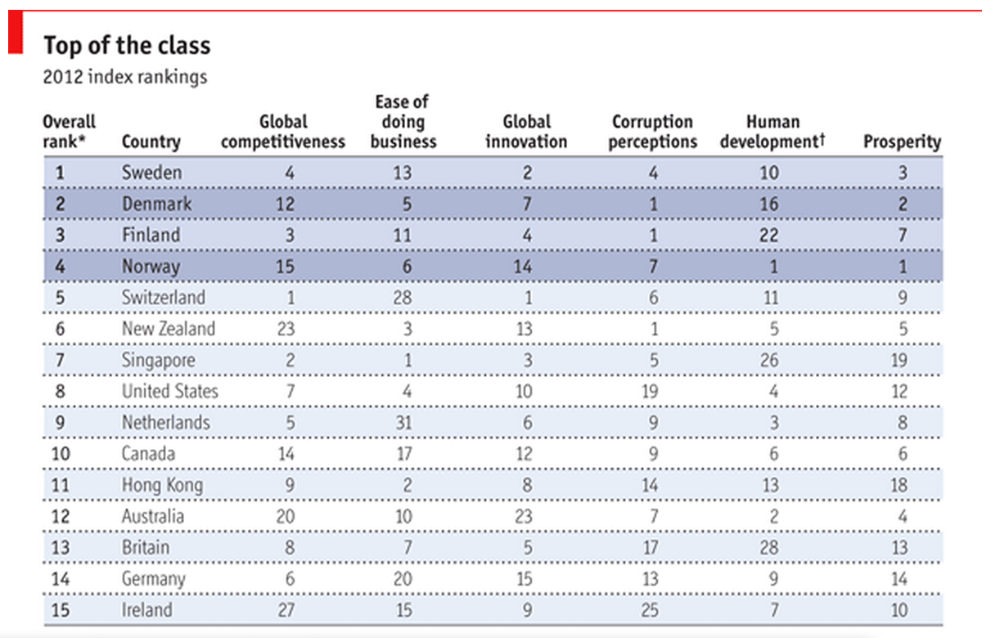 Top of the class
2012 index rankings
Overall rank* Country Global competitiveness Ease of doing business Global innovation Corruption perceptions Human development† Prosperity
1 Sweden 4 13 2 4 10 3
2 Denmark 12 5 7 1 16 2
3 Finland 3 11 4 1 22 7
4 Norway 15 6 14 7 1 1
5 Switzerland 1 28 1 6 11 9
6 New Zealand 23 3 13 1 5 5
7 Singapore 2 1 3 5 26 19
8 United States 7 4 10 19 4 12
9 Netherlands 5 31 6 9 3 8
10 Canada 14 17 12 9 6 6
11 Hong Kong 9 2 8 14 13 18
12 Australia 20 10 23 7 2 4
13 Britain 8 7 5 17 28 13
14 Germany 6 20 15 13 9 14
15 Ireland 27 15 9 25 7 10